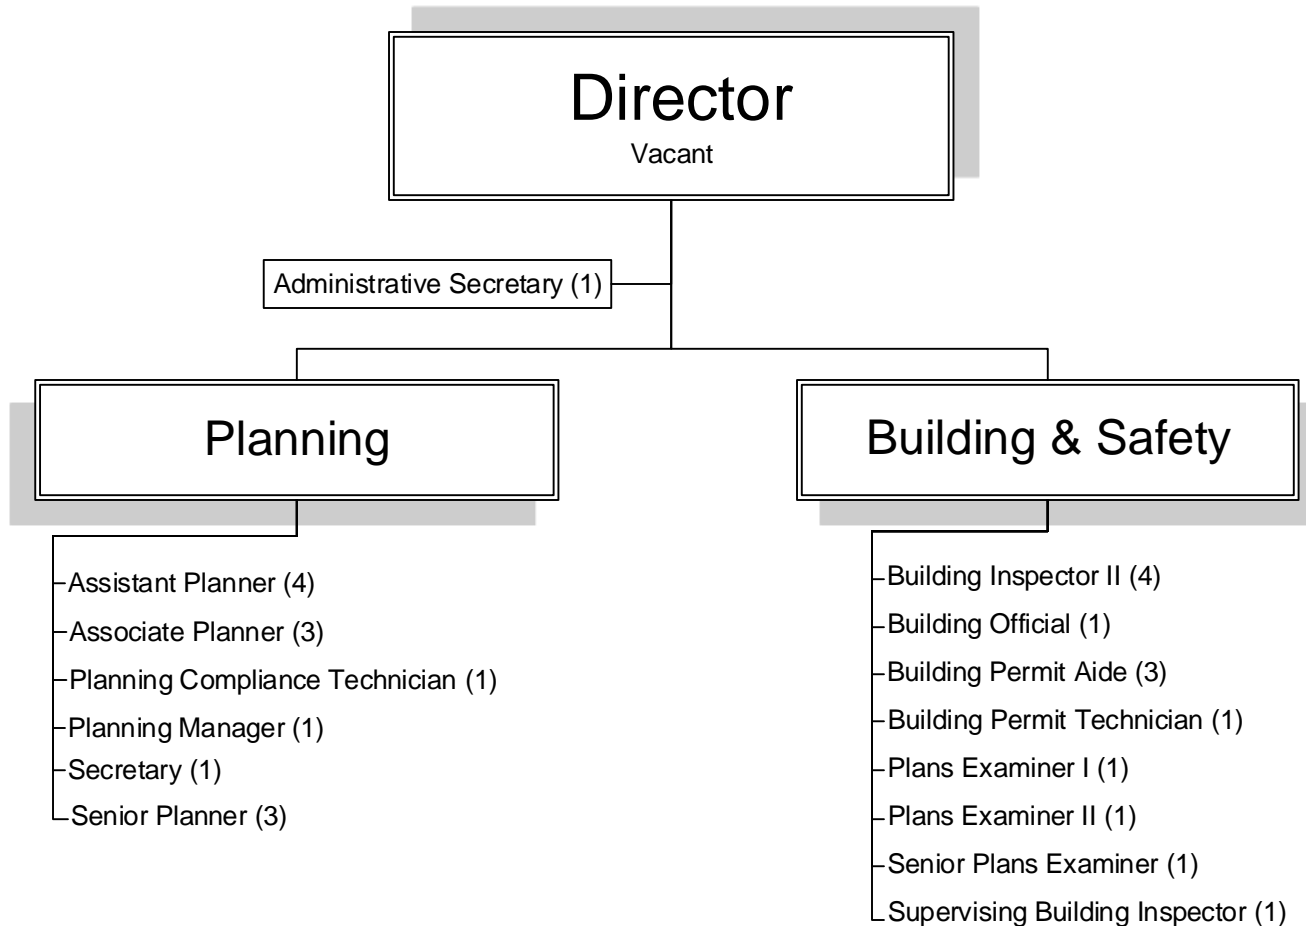 Director
Vacant
Administrative Secretary (1)
Planning
Assistant Planner (4)
Associate Planner (3)
Planning Compliance Technician (1)
Planning Manager (1)
Secretary (1)
Senior Planner (3)
Building & Safety
Building Inspector II (4)
Building Official (1)
Building Permit Aide (3)
Building Permit Technician (1)
Plans Examiner I (1)
Plans Examiner II (1)
Senior Plans Examiner (1)
Supervising Building Inspector (1)